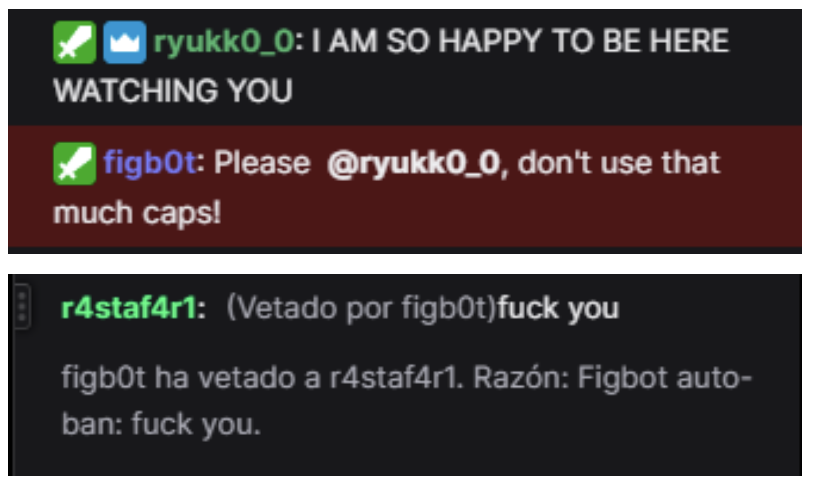 ryukk0_0: I AM SO HAPPY TO BE HERE
WATCHING YOU
figb0t: Please @ryukk0_0, don't use that
much caps!
r4staf4r1: (Vetado por figb0t)fuck you
figb0t ha vetado a r4staf4r1. Razón: Figbot auto-
ban: fuck you.